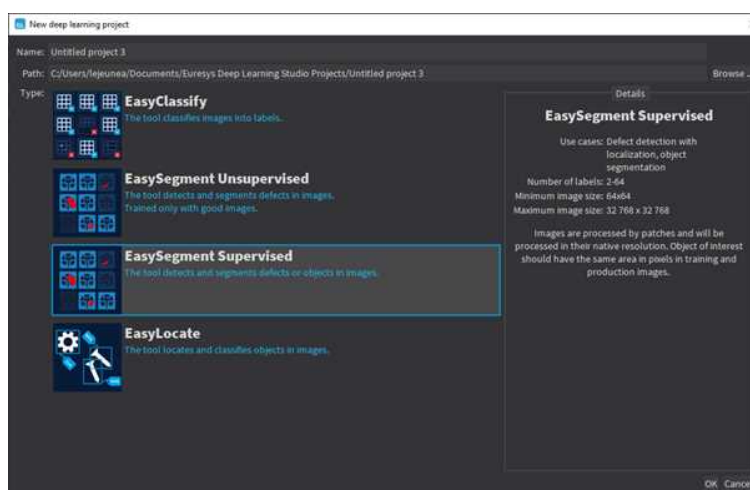 New deep learning project
Name: Untitled project 3
Path: C:/Users/lejeunea/Documents/Euresys Deep Learning Studio Projects/Untitled project 3
Browse ..
Type:
EasyClassify
The tool classifies images into labels.
EasySegment Unsupervised
The tool detects and segments defects in images.
Trained only with good images.
EasySegment Supervised
The tool detects and segments defects or objects in images.
EasyLocate
The tool locates and classifies objects in images.
Details
EasySegment Supervised
Use cases: Defect detection with
localization, object
segmentation
Number of labels: 2-64
Minimum image size: 64x64
Maximum image size: 32 768 x 32 768
Images are processed by patches and will be
processed in their native resolution. Object of interest
should have the same area in pixels in training and
production images.
OK Cance